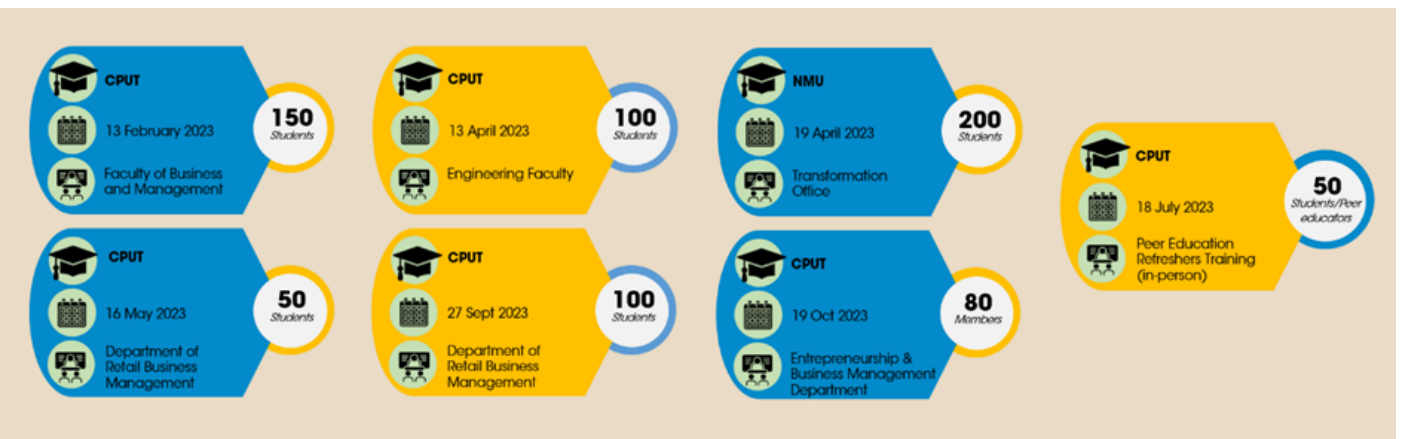 CPUT
13 February 2023
Faculty of Business
and Management
150
Students
CPUT
13 April 2023
Engineering Faculty
100
Students
NMU
19 April 2023
Transformation
Office
200
Students
CPUT
16 May 2023
Department of
Retail Business
Management
50
Students
CPUT
27 Sept 2023
Department of
Retail Business
Management
100
Students
CPUT
19 Oct 2023
Entrepreneurship &
Business Management
Department
80
Members
CPUT
18 July 2023
Peer Education
Refreshers Training
(in-person)
50
Students/Peer
educators